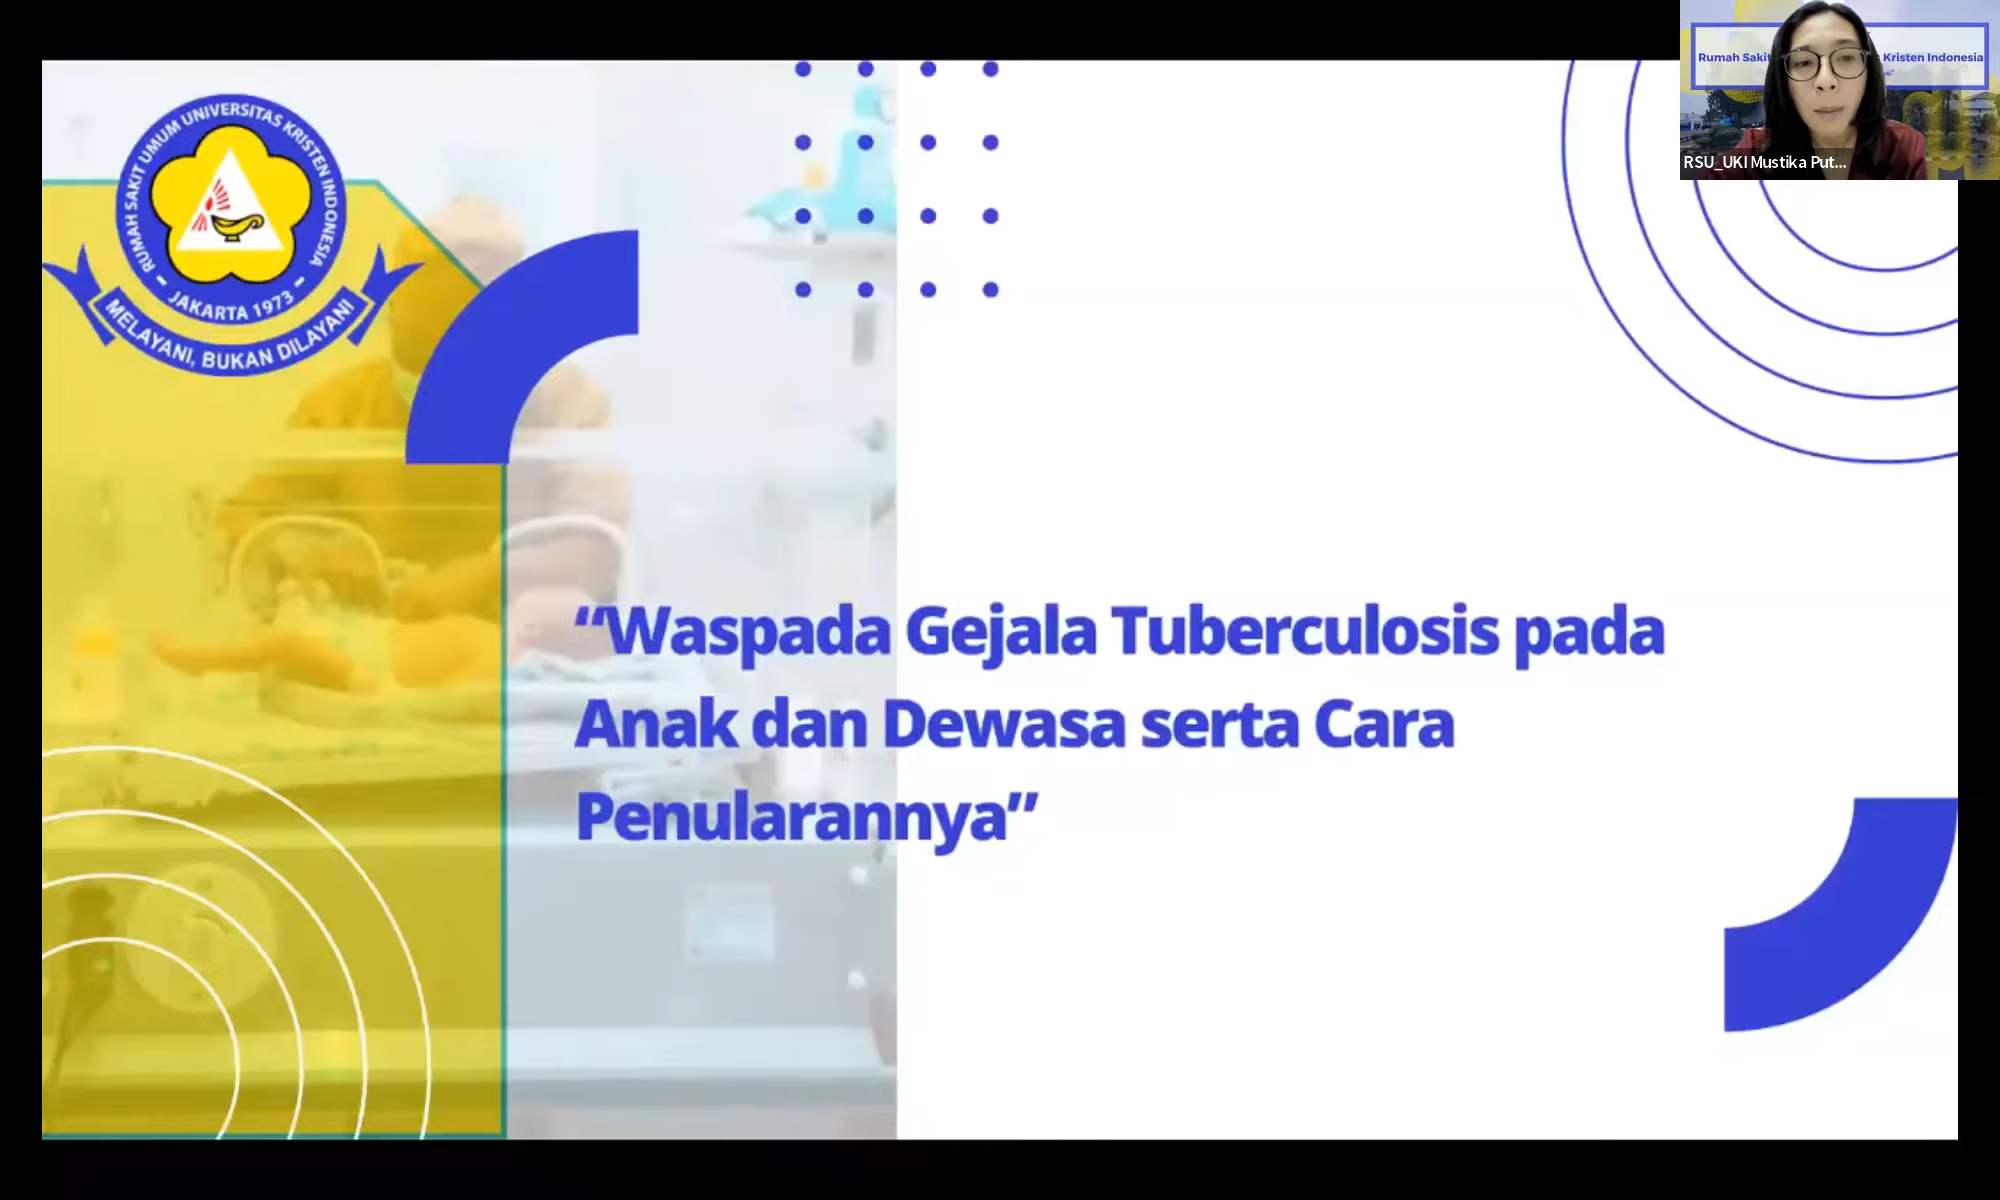 RUMAH SAKIT UMUM UNIVERSITAS KRISTEN INDONESIA
JAKARTA 1973
MELAYANI, BUKAN DILAYANI
“Waspada Gejala Tuberculosis pada
Anak dan Dewasa serta Cara
Penularannya”
Rumah Sakit Kristen Indonesia
RSU_UKI Mustika Put...